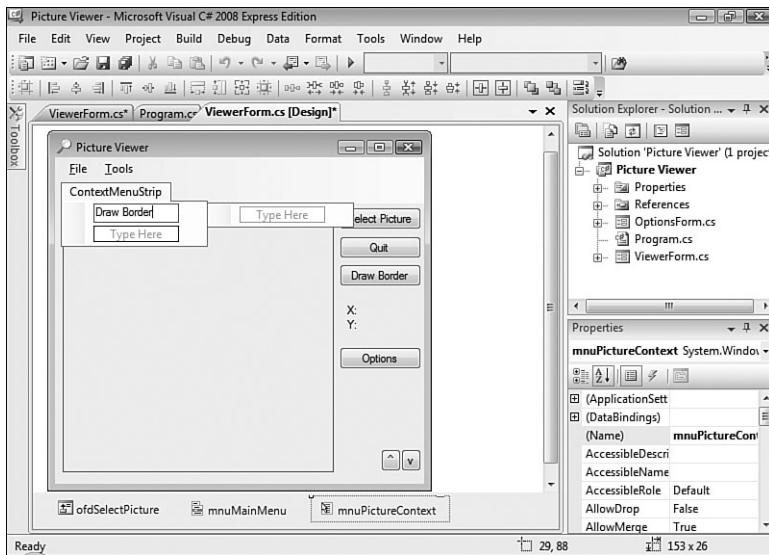 Picture Viewer - Microsoft Visual C# 2008 Express Edition
File Edit View Project Build Debug Data Format Tools Window Help
ViewerForm.cs* Program.cs ViewerForm.cs [Design]*
Toolbox
Picture Viewer
File Tools
ContextMenuStrip
Draw Border Type Here
Type Here
elect Picture
Quit
Draw Border
X:
Y:
Options
ofdSelectPicture mnuMainMenu mnuPictureContext
Solution Explorer - Solution ...
Solution 'Picture Viewer' (1 projec
Picture Viewer
Properties
References
OptionsForm.cs
Program.cs
ViewerForm.cs
Properties
mnuPictureContext System.Windov
(ApplicationSett
(DataBindings)
(Name) mnuPictureCon
AccessibleDescri
AccessibleName
AccessibleRole Default
AllowDrop False
AllowMerge True
Ready 29, 88 153 x 26